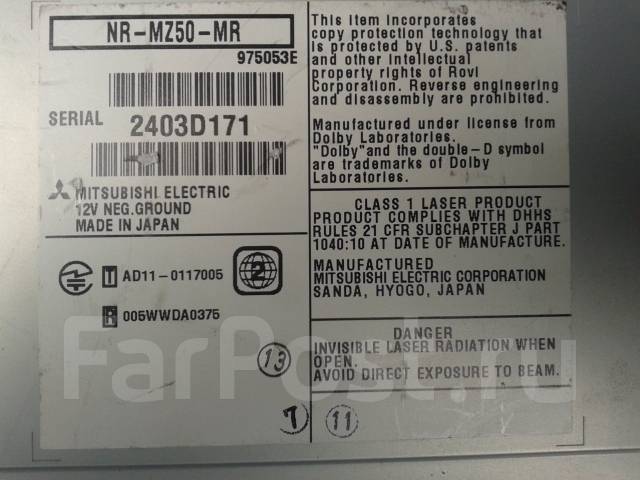 NR-MZ50-MR
975053E
SERIAL 2403D171
MITSUBISHI ELECTRIC
12V NEG.GROUND
MADE IN JAPAN
T AD11-0117005
2
R 005WWDA0375
13
7
11
This item incorporates
copy protection technology that
is protected by U.S. patents
and other intellectual
property rights of Rovi
Corporation. Reverse engineering
and disassembly are prohibited.
Manufactured under license from
Dolby Laboratories.
"Dolby"and the double-D symbol
are trademarks of Dolby
Laboratories.
CLASS 1 LASER PRODUCT
PRODUCT COMPLIES WITH DHHS
RULES 21 CFR SUBCHAPTER J PART
1040:10 AT DATE OF MANUFACTURE.
MANUFACTURED
MITSUBISHI ELECTRIC CORPORATION
SANDA, HYOGO, JAPAN
DANGER
INVISIBLE LASER RADIATION WHEN
OPEN.
AVOID DIRECT EXPOSURE TO BEAM.
FarPost.ru